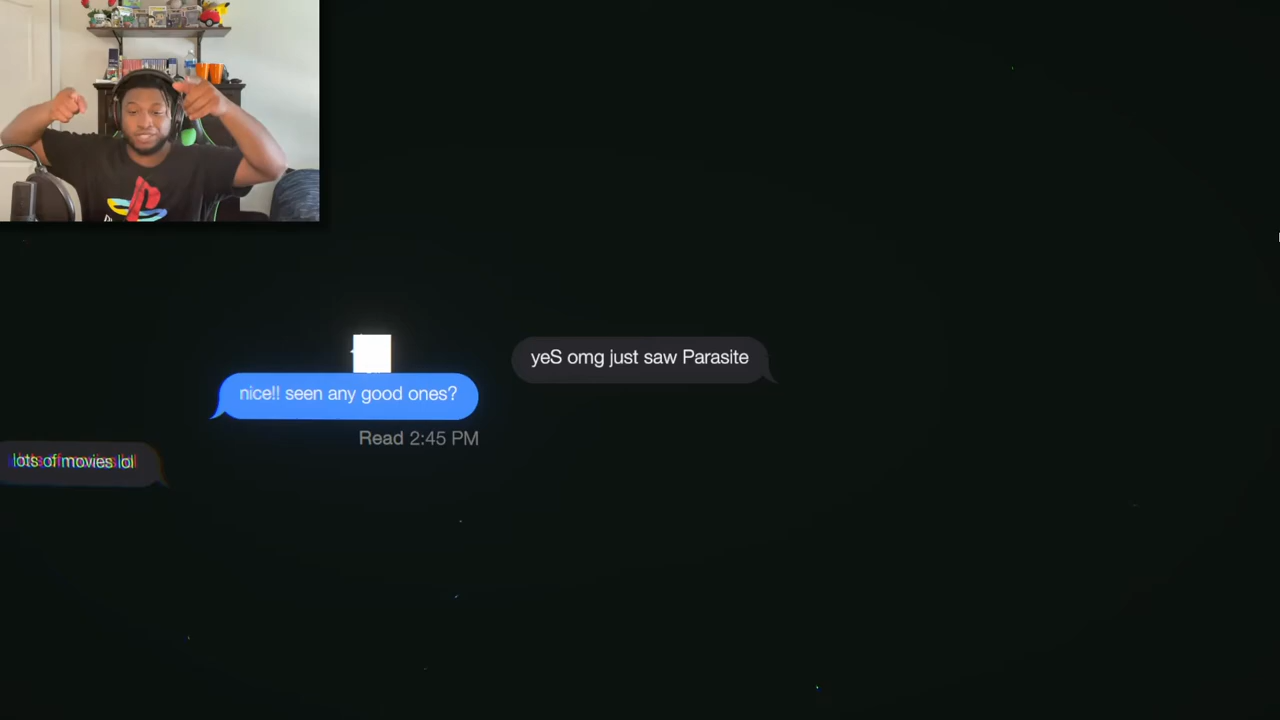 yeS omg just saw Parasite
nice!! seen any good ones?
Read 2:45 PM
lots of movies lol